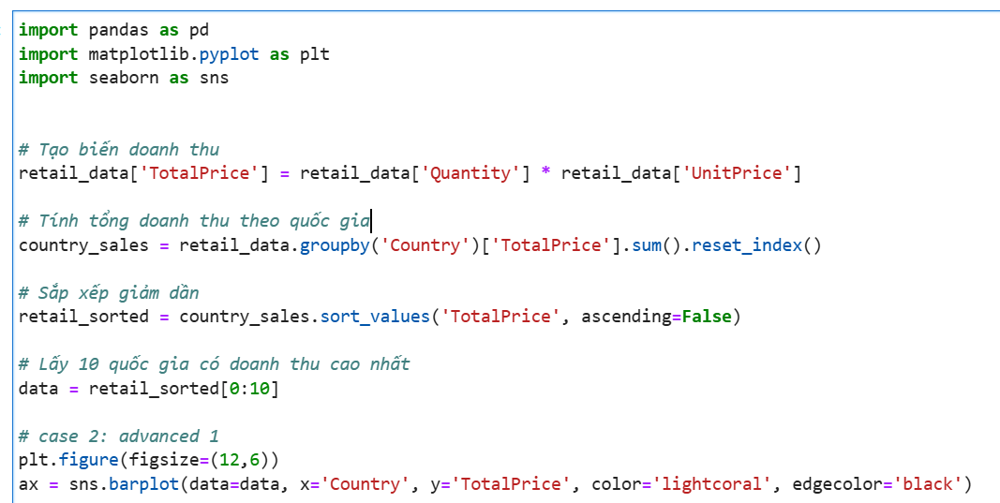 import pandas as pd
import matplotlib.pyplot as plt
import seaborn as sns
# Tạo biến doanh thu
retail_data['TotalPrice'] = retail_data['Quantity'] * retail_data['UnitPrice']
# Tính tổng doanh thu theo quốc gia
country_sales = retail_data.groupby('Country')['TotalPrice'].sum().reset_index()
# Sắp xếp giảm dần
retail_sorted = country_sales.sort_values('TotalPrice', ascending=False)
# Lấy 10 quốc gia có doanh thu cao nhất
data = retail_sorted[0:10]
# case 2: advanced 1
plt.figure(figsize=(12,6))
ax = sns.barplot(data=data, x='Country', y='TotalPrice', color='lightcoral', edgecolor='black')